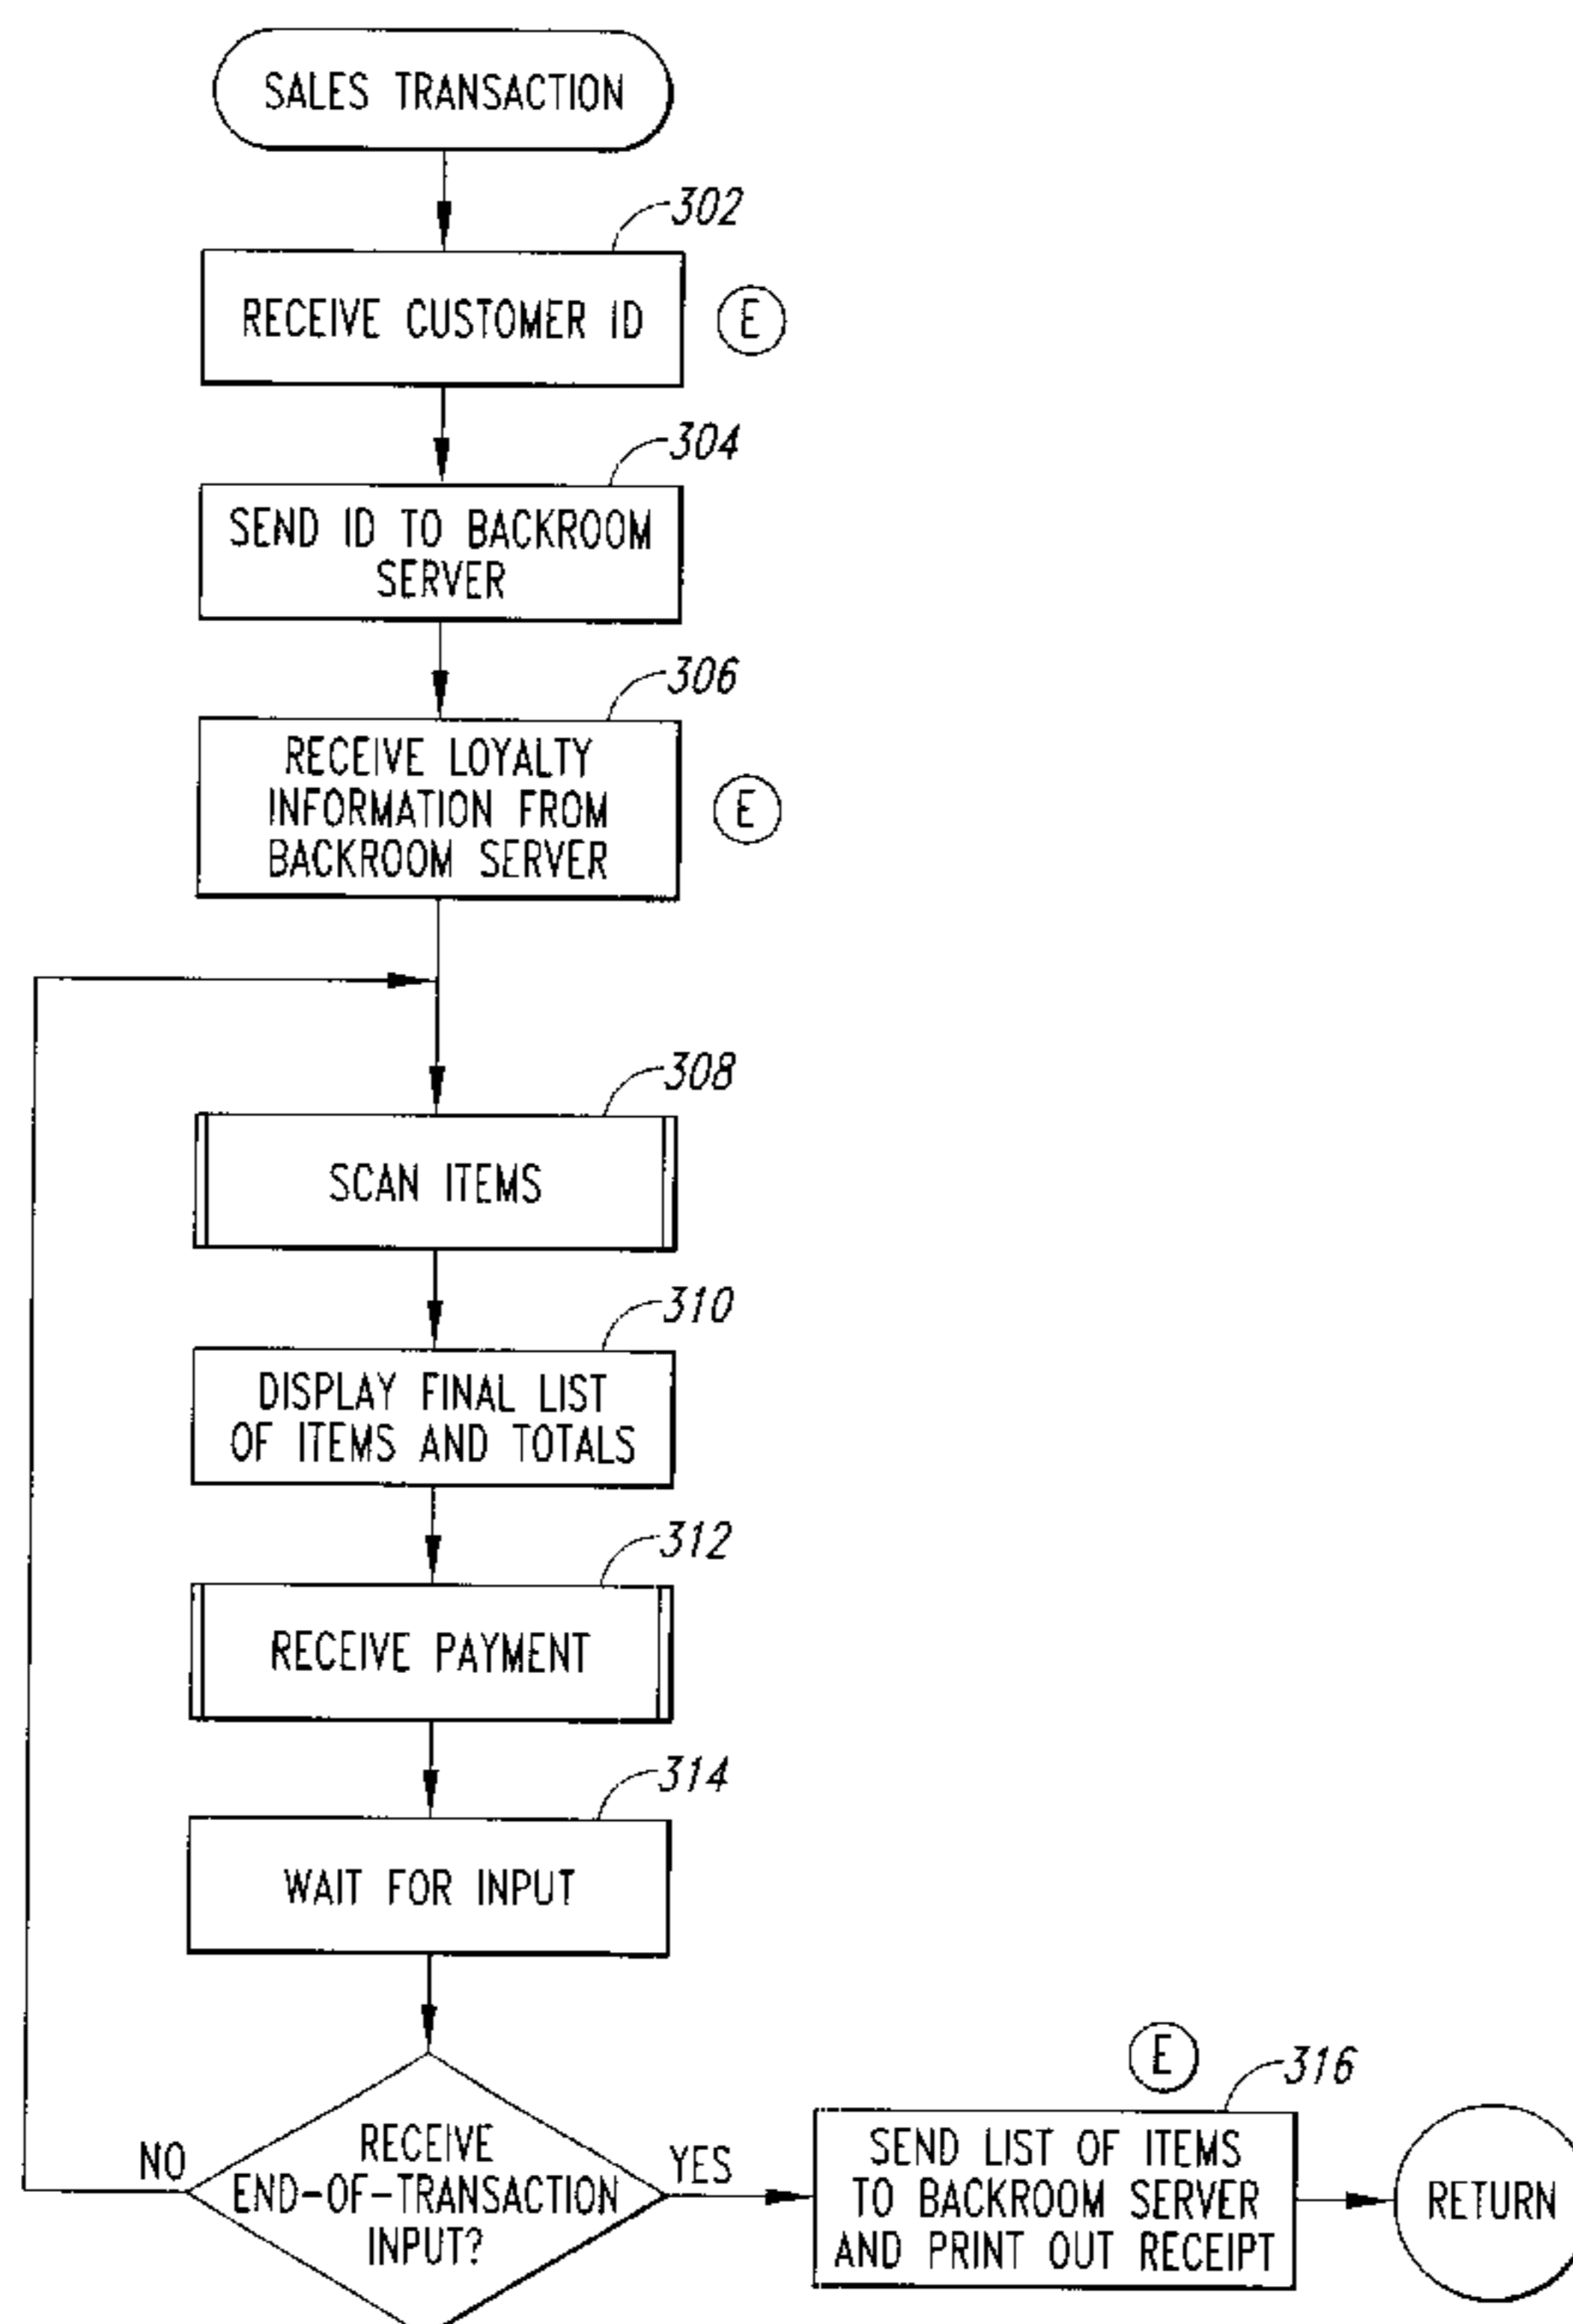 SALES TRANSACTION
302
RECEIVE CUSTOMER ID
E
304
SEND ID TO BACKROOM
SERVER
306
RECEIVE LOYALTY
INFORMATION FROM
BACKROOM SERVER
E
308
SCAN ITEMS
310
DISPLAY FINAL LIST
OF ITEMS AND TOTALS
312
RECEIVE PAYMENT
314
WAIT FOR INPUT
RECEIVE
END-OF-TRANSACTION
INPUT?
NO
YES
E
316
SEND LIST OF ITEMS
TO BACKROOM SERVER
AND PRINT OUT RECEIPT
RETURN